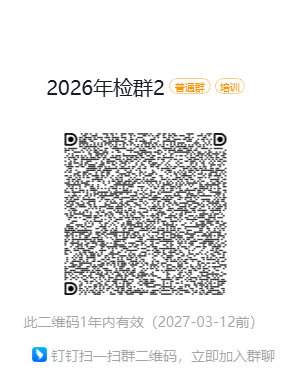 2026年检群2 普通群 培训
此二维码1年内有效（2027-03-12前）
钉钉扫一扫群二维码，立即加入群聊